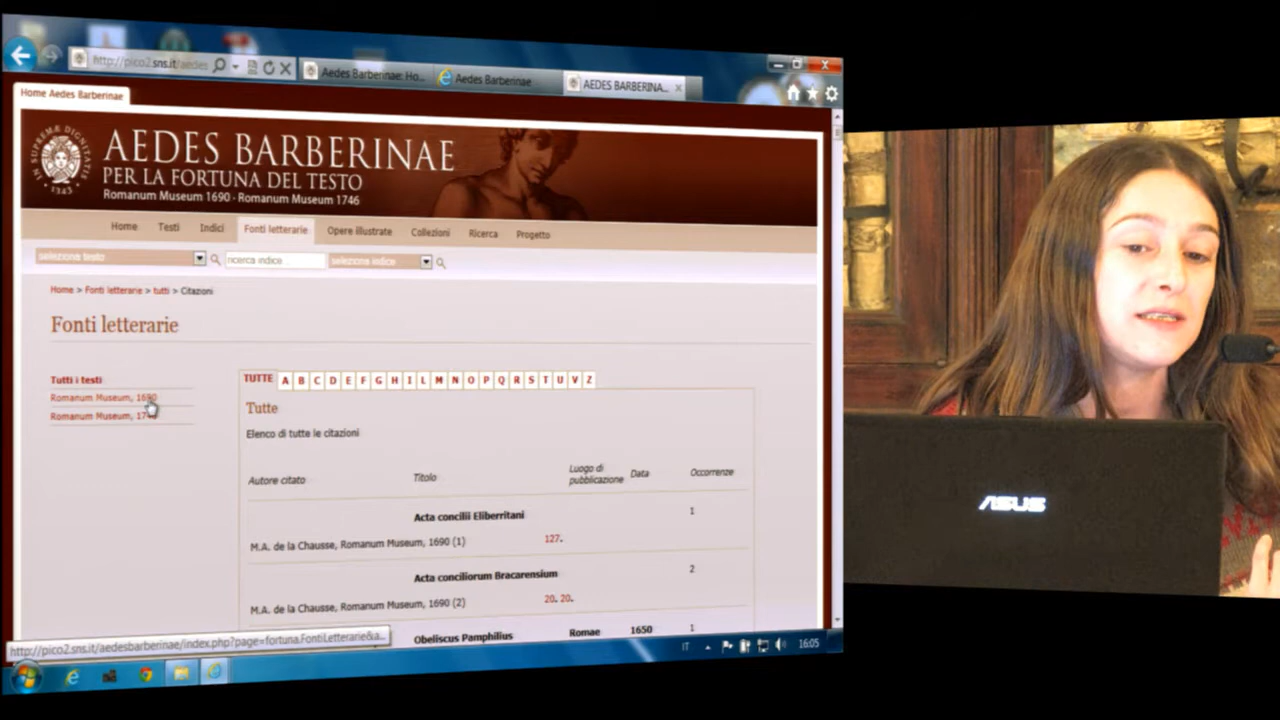 http://pico2.sns.it/aedes
Aedes Barberinae: Ho...
Aedes Barberinae
AEDES BARBERINA...
Home Aedes Barberinae
IN SUPREMÆ DIGNITATIS
1343
AEDES BARBERINAE
PER LA FORTUNA DEL TESTO
Romanum Museum 1690 - Romanum Museum 1746
Home Testi Indici Fonti letterarie Opere illustrate Collezioni Ricerca Progetto
seleziona testo ricerca indice seleziona indice
Home > Fonti letterarie > tutti > Citazioni
Fonti letterarie
Tutti i testi
Romanum Museum, 1690
Romanum Museum,
TUTTE A B C D E F G H I L M N O P Q R S T U V Z
Tutte
Elenco di tutte le citazioni
Autore citato Titolo Luogo di pubblicazione Data Occorrenze
Acta concilii Eliberritani 1
M.A. de la Chausse, Romanum Museum, 1690 (1) 127.
Acta conciliorum Bracarensium 2
M.A. de la Chausse, Romanum Museum, 1690 (2) 20. 20.
Obeliscus Pamphilius Romae 1650 1
http://pico2.sns.it/aedesbarberinae/index.php?page=fortuna.FontiLetterarie&a...
IT 16:05
ASUS